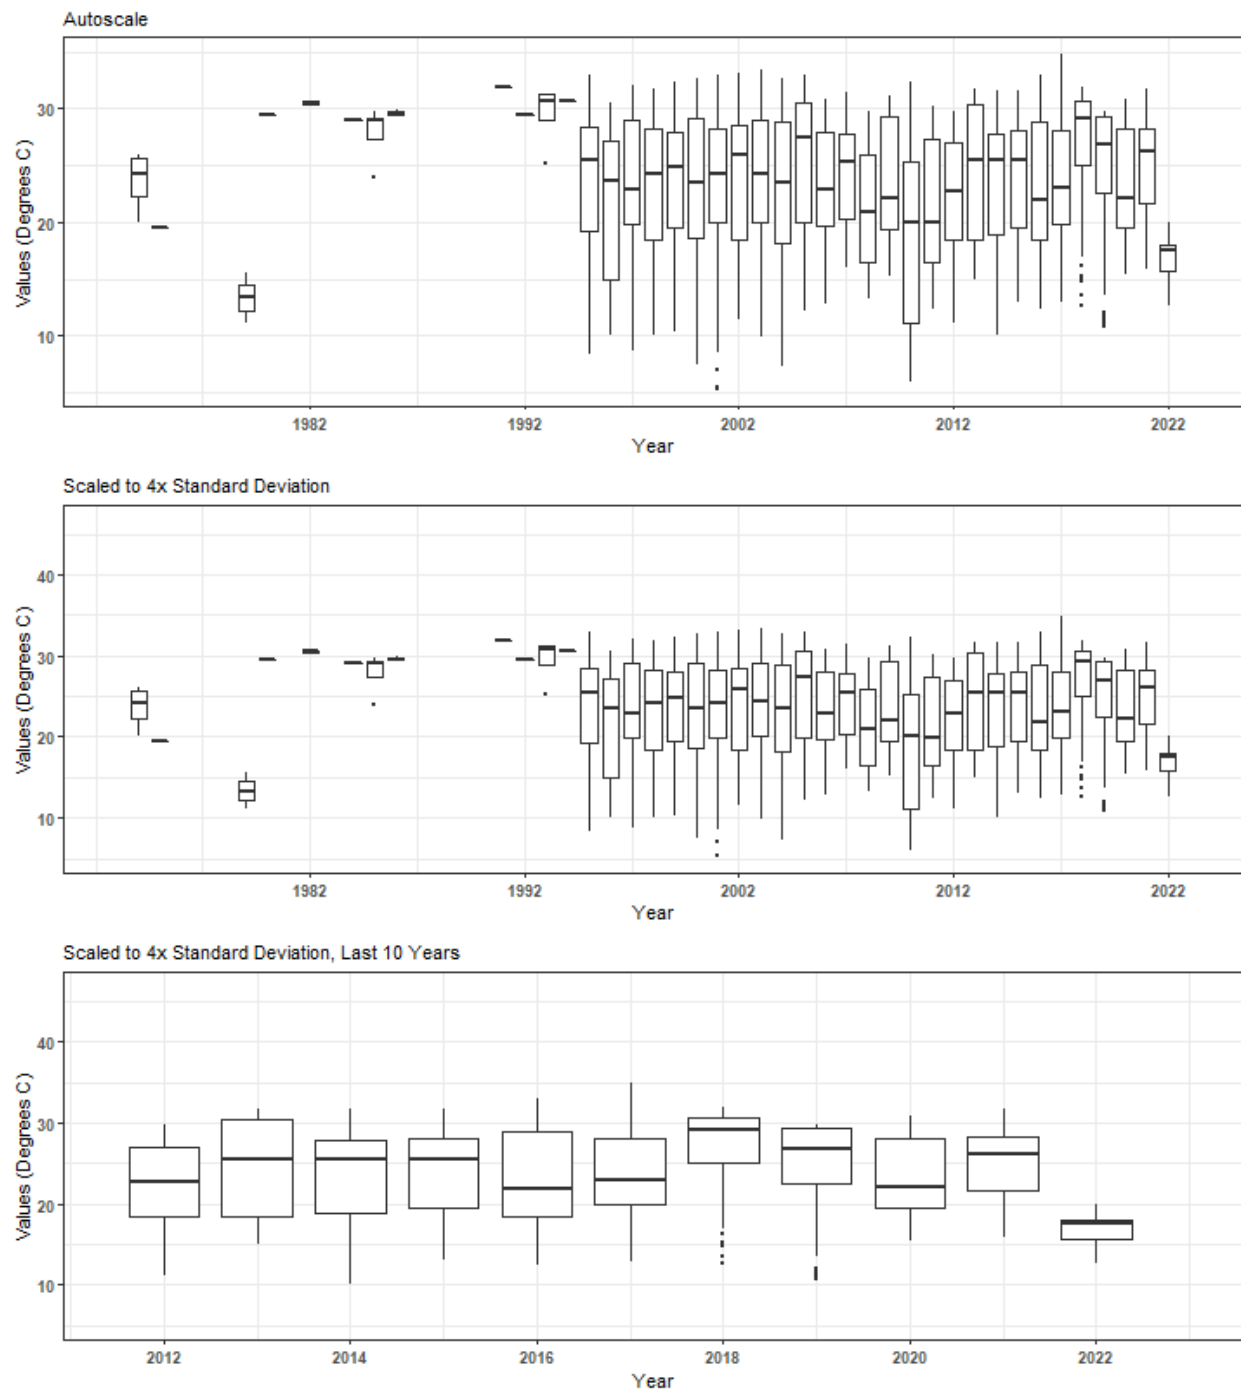 Autoscale
30
20
10
Values (Degrees C)
1982 1992 2002 2012 2022
Year
Scaled to 4x Standard Deviation
40
30
20
10
Values (Degrees C)
1982 1992 2002 2012 2022
Year
Scaled to 4x Standard Deviation, Last 10 Years
40
30
20
10
Values (Degrees C)
2012 2014 2016 2018 2020 2022
Year